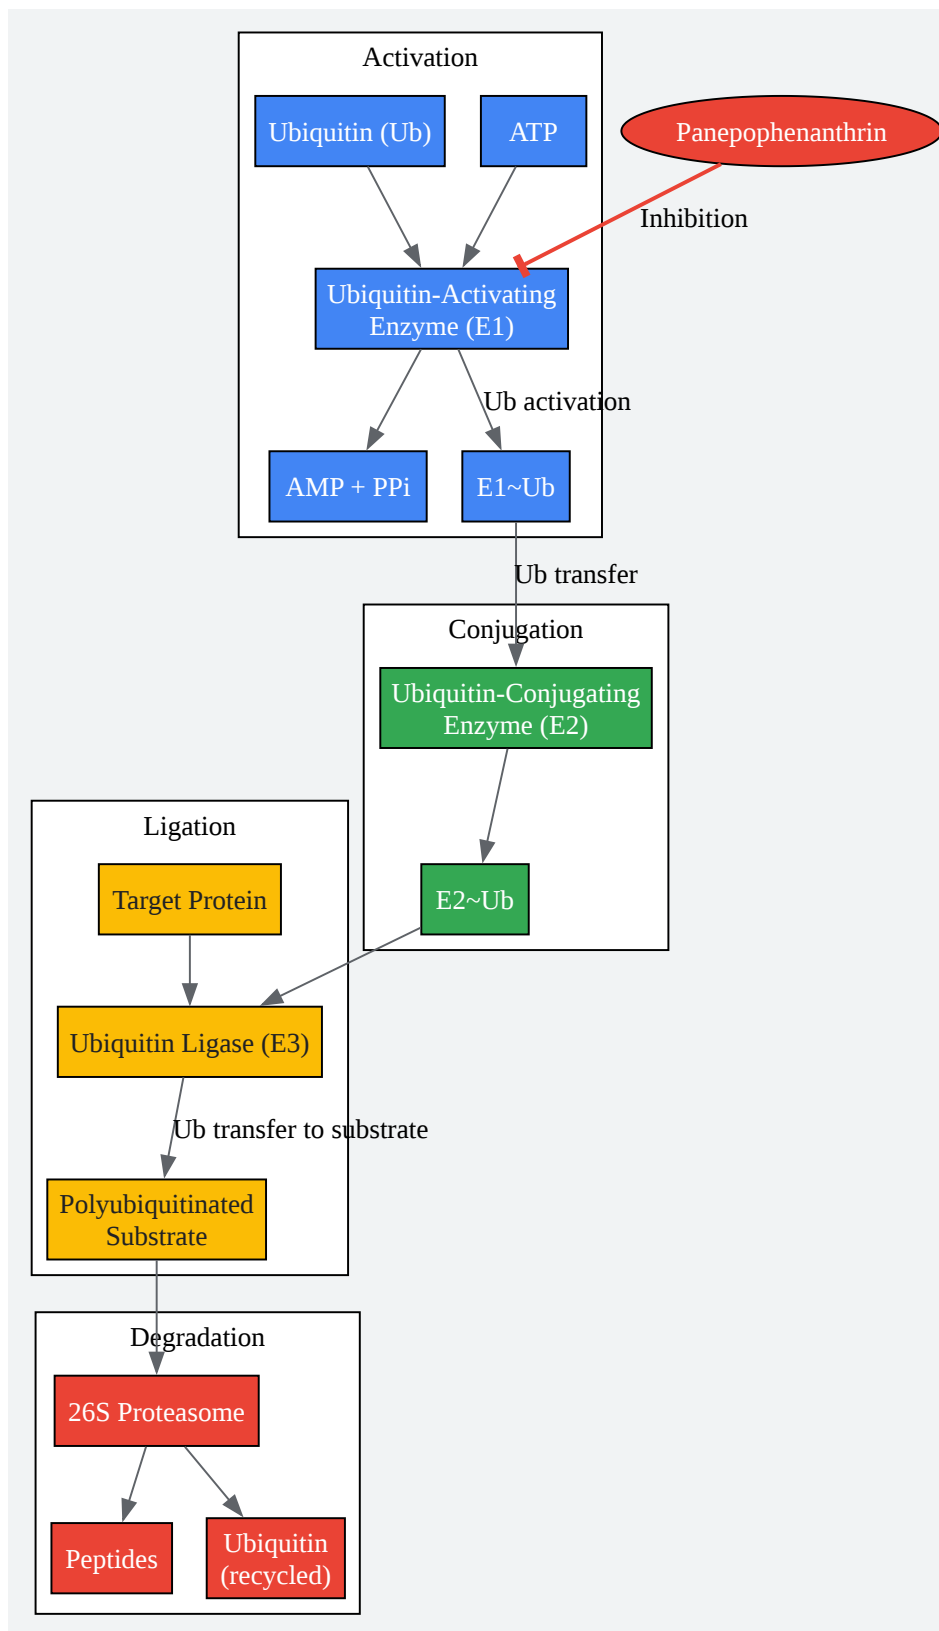 Activation
Ubiquitin (Ub)
ATP
Panepophenanthrin
Inhibition
Ubiquitin-Activating
Enzyme (E1)
Ub activation
AMP + PPi
E1~Ub
Ub transfer
Conjugation
Ubiquitin-Conjugating
Enzyme (E2)
Ligation
Target Protein
E2~Ub
Ubiquitin Ligase (E3)
Ub transfer to substrate
Polyubiquitinated
Substrate
Degradation
26S Proteasome
Peptides
Ubiquitin
(recycled)